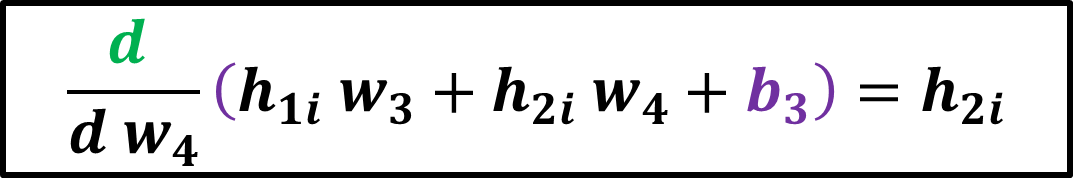 d/(d w₄) (h₁ᵢ w₃ + h₂ᵢ w₄ + b₃) = h₂ᵢ